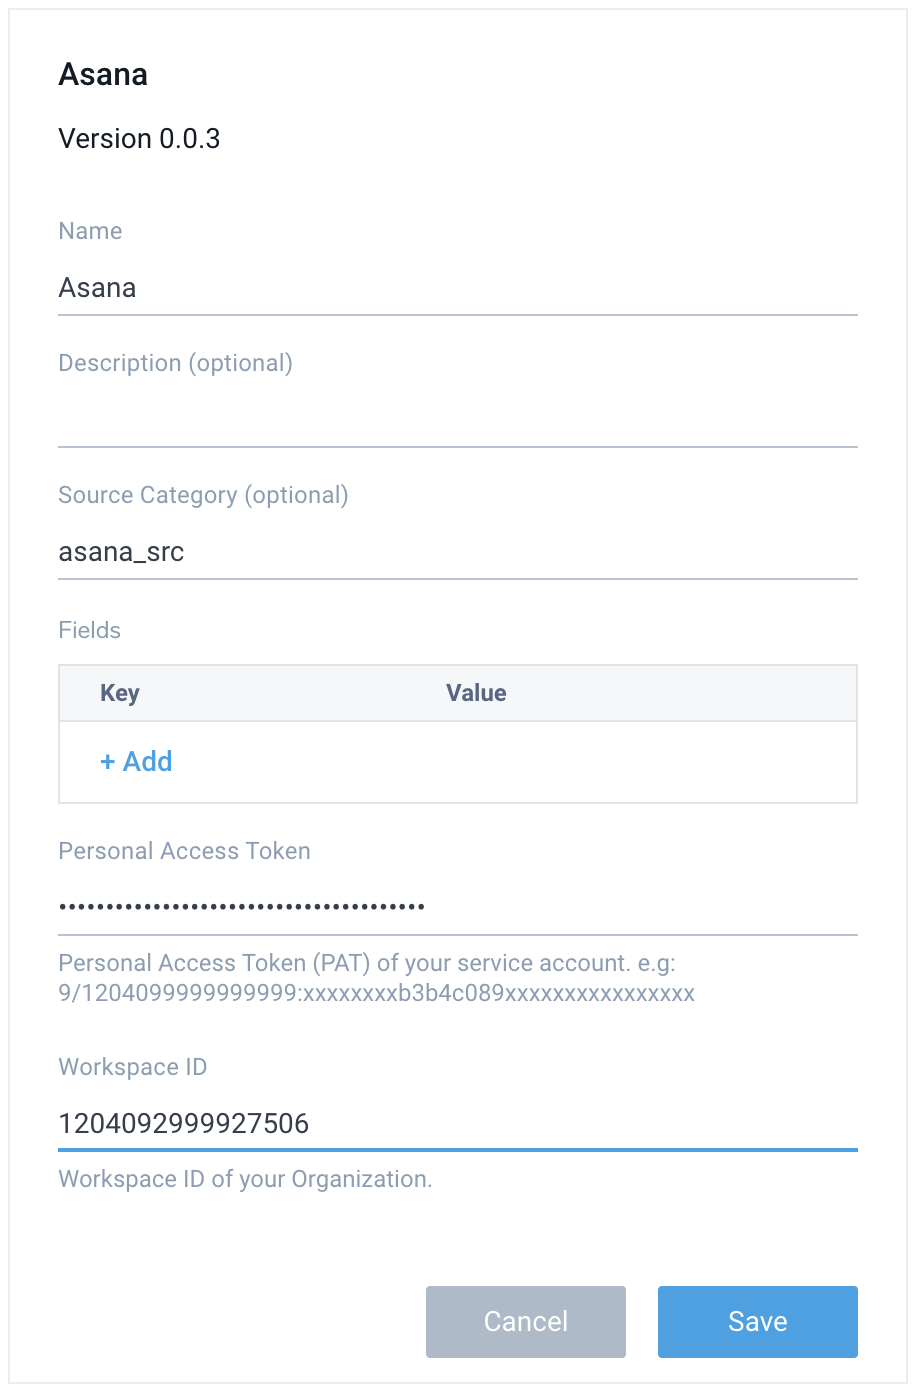 Asana
Version 0.0.3
Name
Asana
Description (optional)
Source Category (optional)
asana_src
Fields
Key Value
+ Add
Personal Access Token
•••••••••••••••••••••••••••••••••••••••
Personal Access Token (PAT) of your service account. e.g:
9/1204099999999999:xxxxxxxxb3b4c089xxxxxxxxxxxxxxxx
Workspace ID
1204092999927506
Workspace ID of your Organization.
Cancel Save